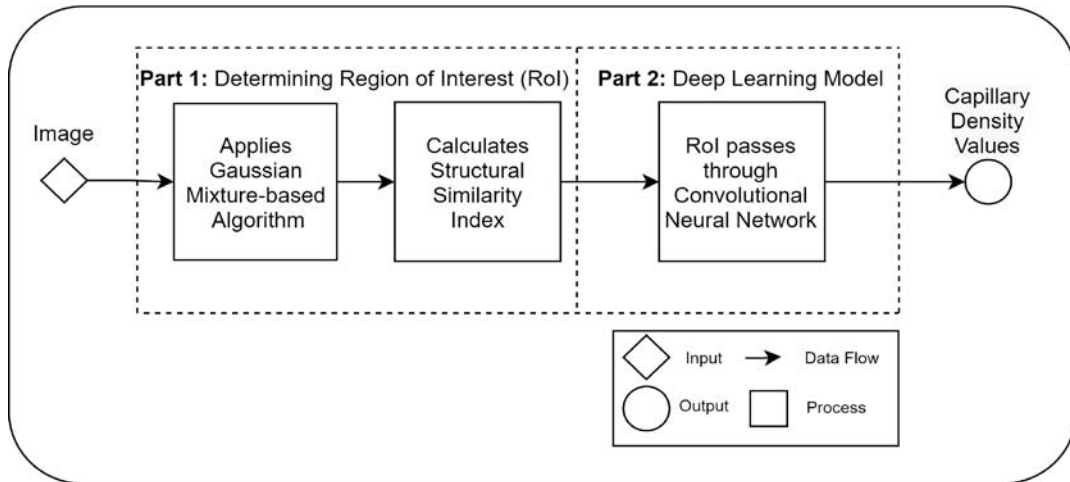 Part 1: Determining Region of Interest (RoI)
Part 2: Deep Learning Model
Image
Applies
Gaussian
Mixture-based
Algorithm
Calculates
Structural
Similarity
Index
RoI passes
through
Convolutional
Neural Network
Capillary
Density
Values
Input
Data Flow
Output
Process